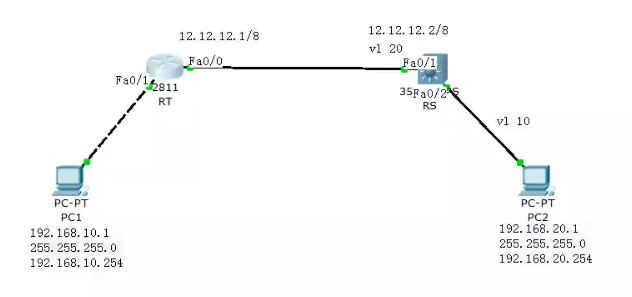 12.12.12.1/8
12.12.12.2/8
vl 20
Fa0/0
Fa0/1
Fa0/1
2811
RT
Fa0/2
RS
vl 10
PC-PT
PC1
192.168.10.1
255.255.255.0
192.168.10.254
PC-PT
PC2
192.168.20.1
255.255.255.0
192.168.20.254